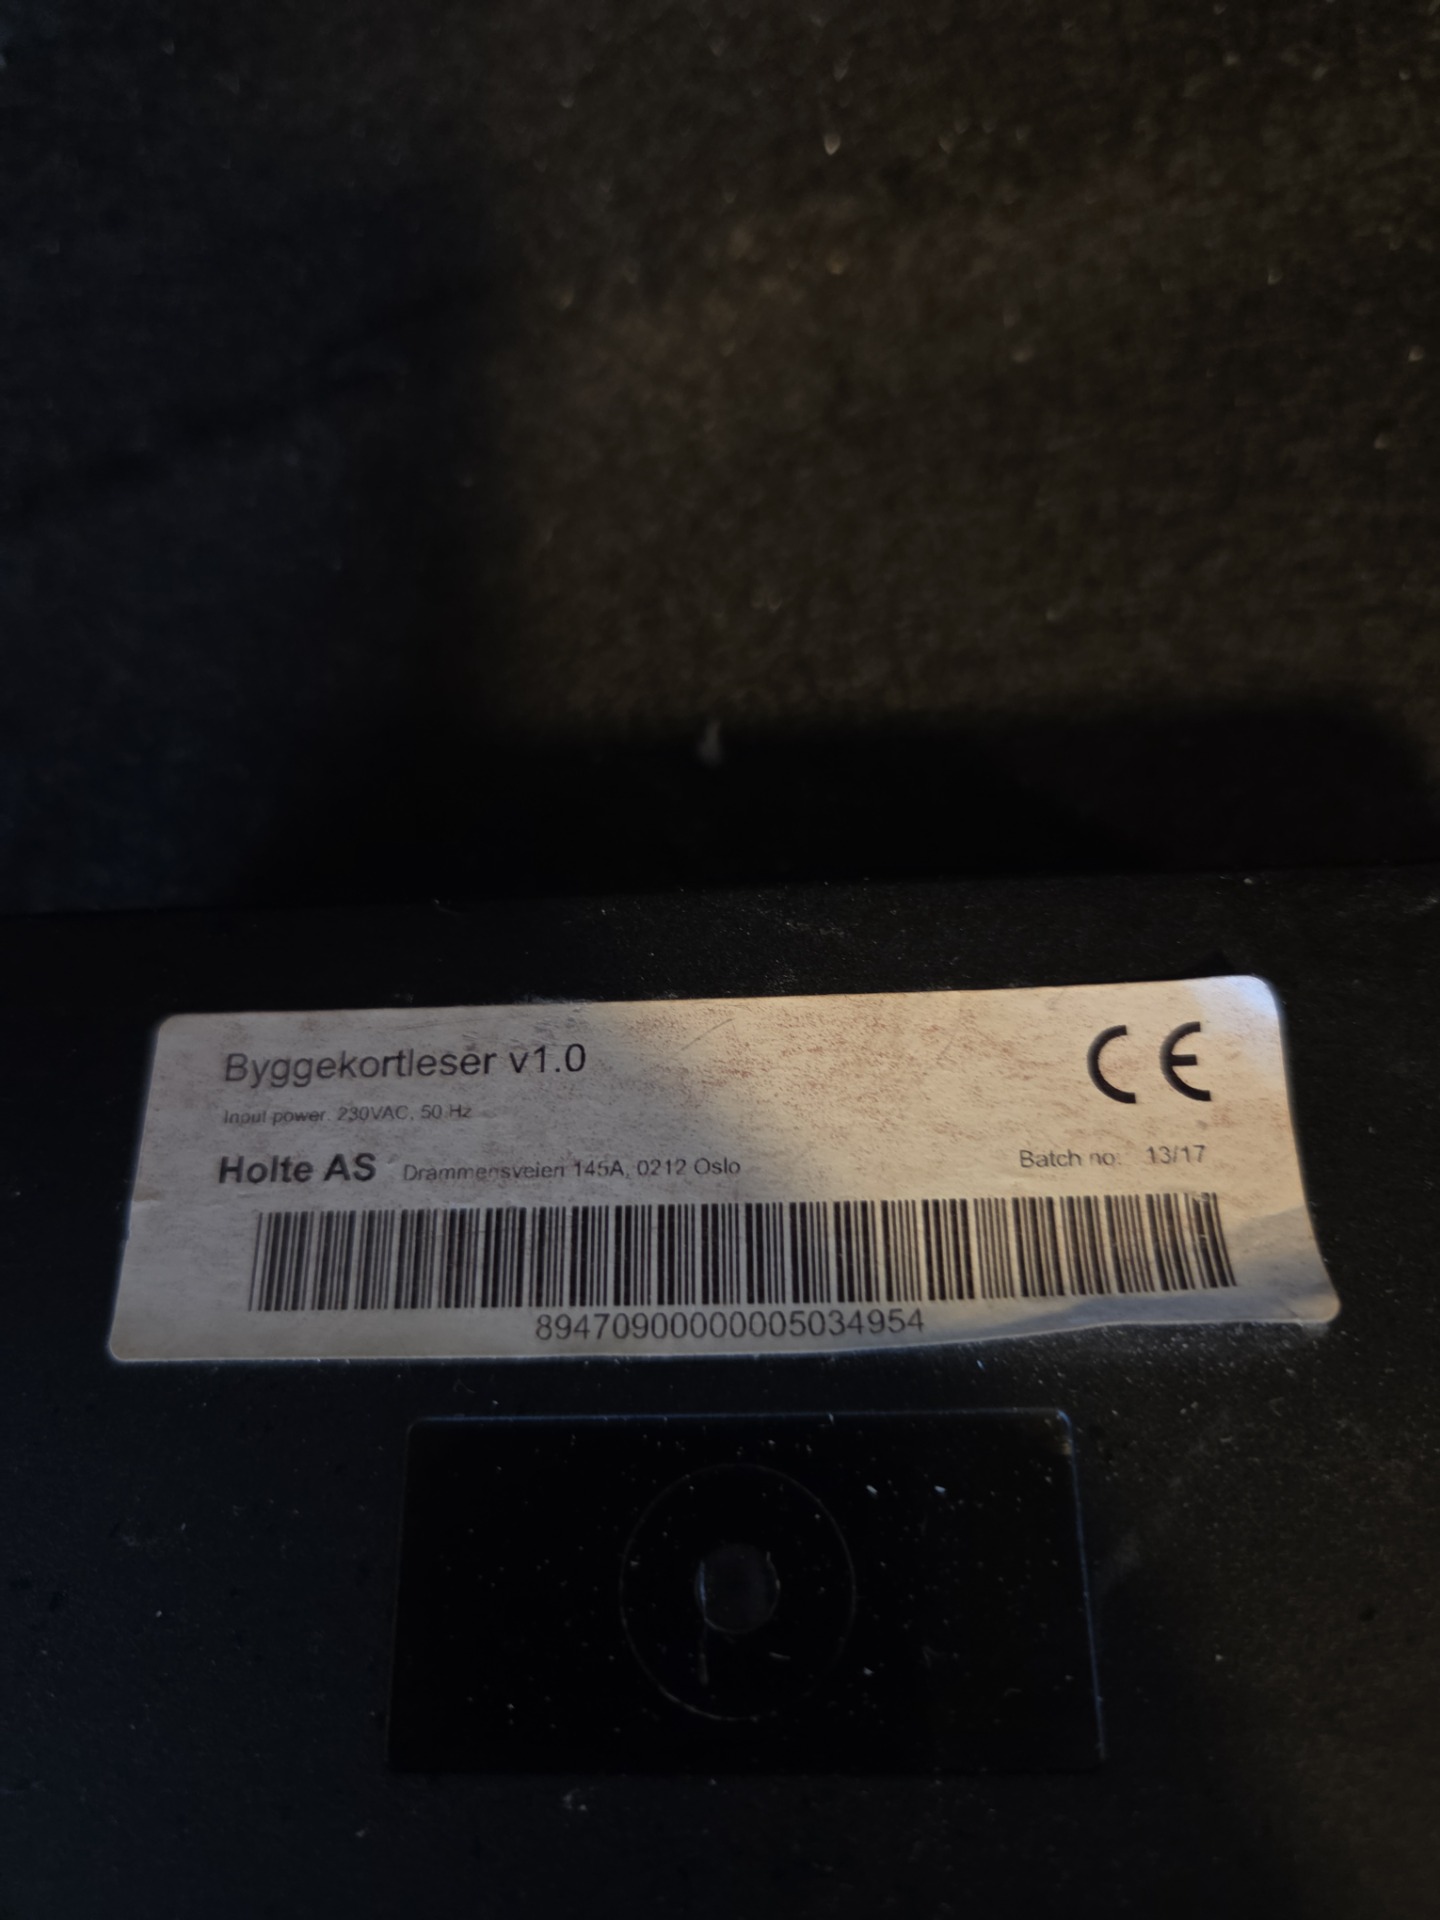 Byggekortleser v1.0
CE
Input power. 230VAC, 50 Hz
Holte AS Drammensveien 145A, 0212 Oslo
Batch no: 13/17
89470900000005034954